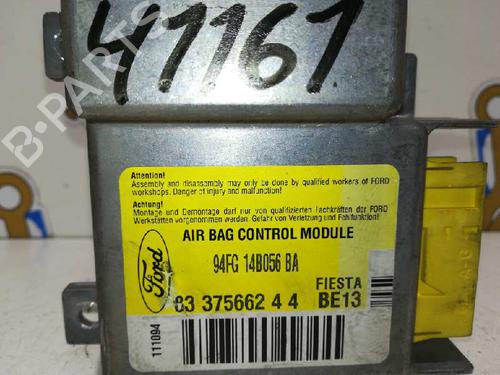 41161
B-PARTS
Attention!
Assembly and disasembly may only be done by qualified workers of FORD
workshops. Danger of injury and malfunction!
Achtung!
Montage und Demontage darf nur von qualifizierten Fachkräften der FORD
Werkstätten vorgenommen werden. Gefahr von Verletzung und Fehlfunktion!
Ford
AIR BAG CONTROL MODULE
94FG 14B056 BA
FIESTA
83 375662 4 4
BE13
111094